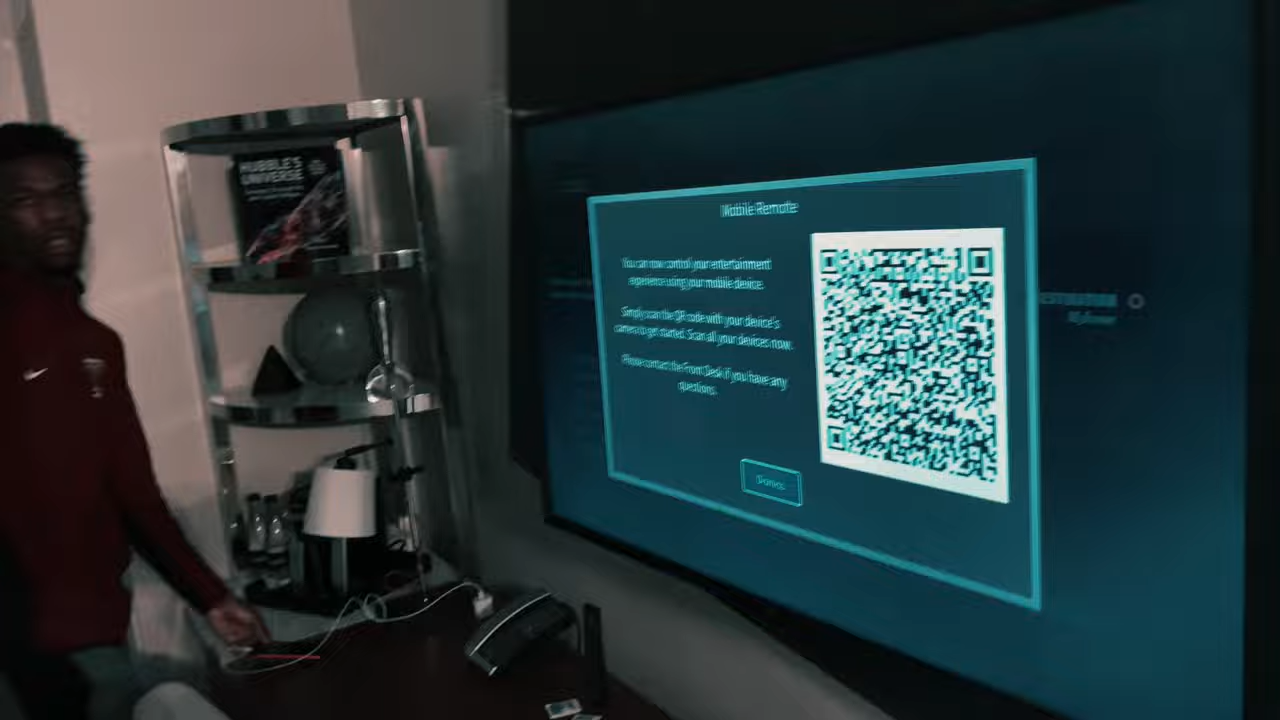 HUBBLE'S
UNIVERSE
Mobile Remote
You can now control your entertainment
experience using your mobile device.
Simply scan the QR code with your device's
camera to get started. Scan all your devices now.
Please contact the Front Desk if you have any
questions.